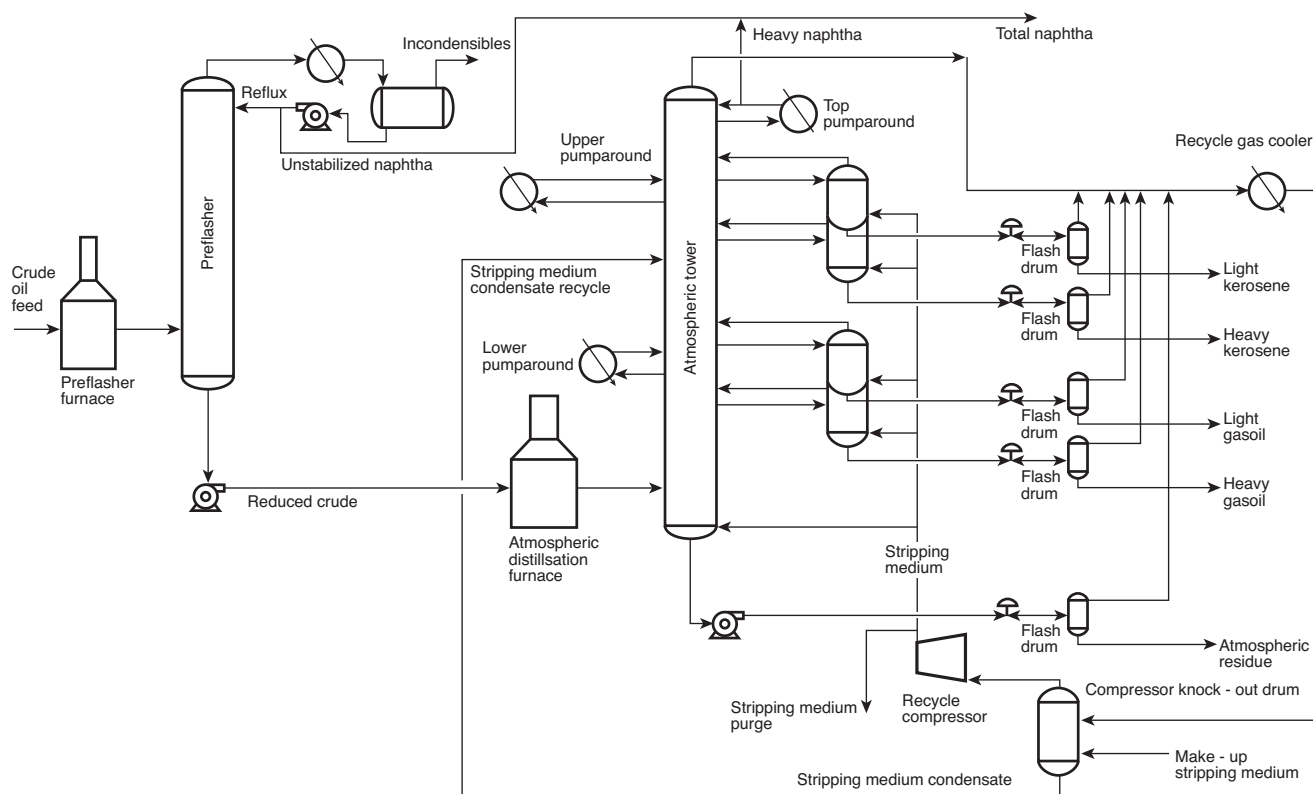 Incondensibles
Heavy naphtha
Total naphtha
Reflux
Top
pumparound
Unstabilized naphtha
Upper
pumparound
Recycle gas cooler
Preflasher
Atmospheric tower
Crude
oil
feed
Stripping medium
condensate recycle
Flash
drum
Light
kerosene
Flash
drum
Heavy
kerosene
Lower
pumparound
Preflasher
furnace
Flash
drum
Light
gasoil
Flash
drum
Heavy
gasoil
Reduced crude
Atmospheric
distillsation
furnace
Stripping
medium
Flash
drum
Atmospheric
residue
Stripping medium
purge
Recycle
compressor
Compressor knock - out drum
Make - up
stripping medium
Stripping medium condensate